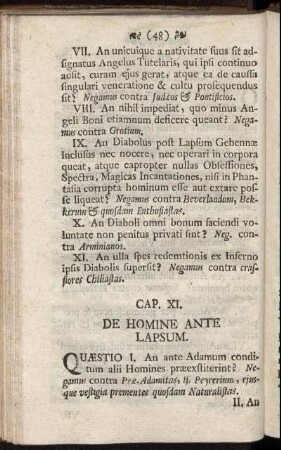 (48)
VII. An unicuique a nativitate suus sit ad-
signatus Angelus Tutelaris, qui ipsi continuo
adsit, curam ejus gerat, atque ea de caussa
singulari veneratione & cultu prosequendus
sit? Negamus contra Judæos & Pontificios.
VIII. An nihil impediat, quo minus Ange-
li Boni etiamnum deficere queant? Nega-
mus contra Grotium.
IX. An Diabolus post Lapsum Gehennæ
Inclusus nec nocere, nec operari in corpora
queat, atque capropter nullas Obsessiones,
Spectra, Magicas Incantationes, nisi in Phan-
tasia corrupta hominum esse aut extare pos-
se liqueat? Negamus contra Beverlandum, Bek-
kerum & quosdam Enthusiastas.
X. An Diaboli omni bonum faciendi vo-
luntate non penitus privati sint? Neg. con-
tra Arminianos.
XI. An ulla spes redemtionis ex Inferno
ipsis Diabolis supersit? Negamus contra cras-
siores Chiliastas.
CAP. XI.
DE HOMINE ANTE
LAPSUM.
QUÆSTIO I. An ante Adamum condi-
tum alii Homines præexstiterint? Ne-
gamus contra Præ-Adamitas, Is. Peyrerium, ejus-
que vestigia prementes quosdam Naturalistas.
II. An